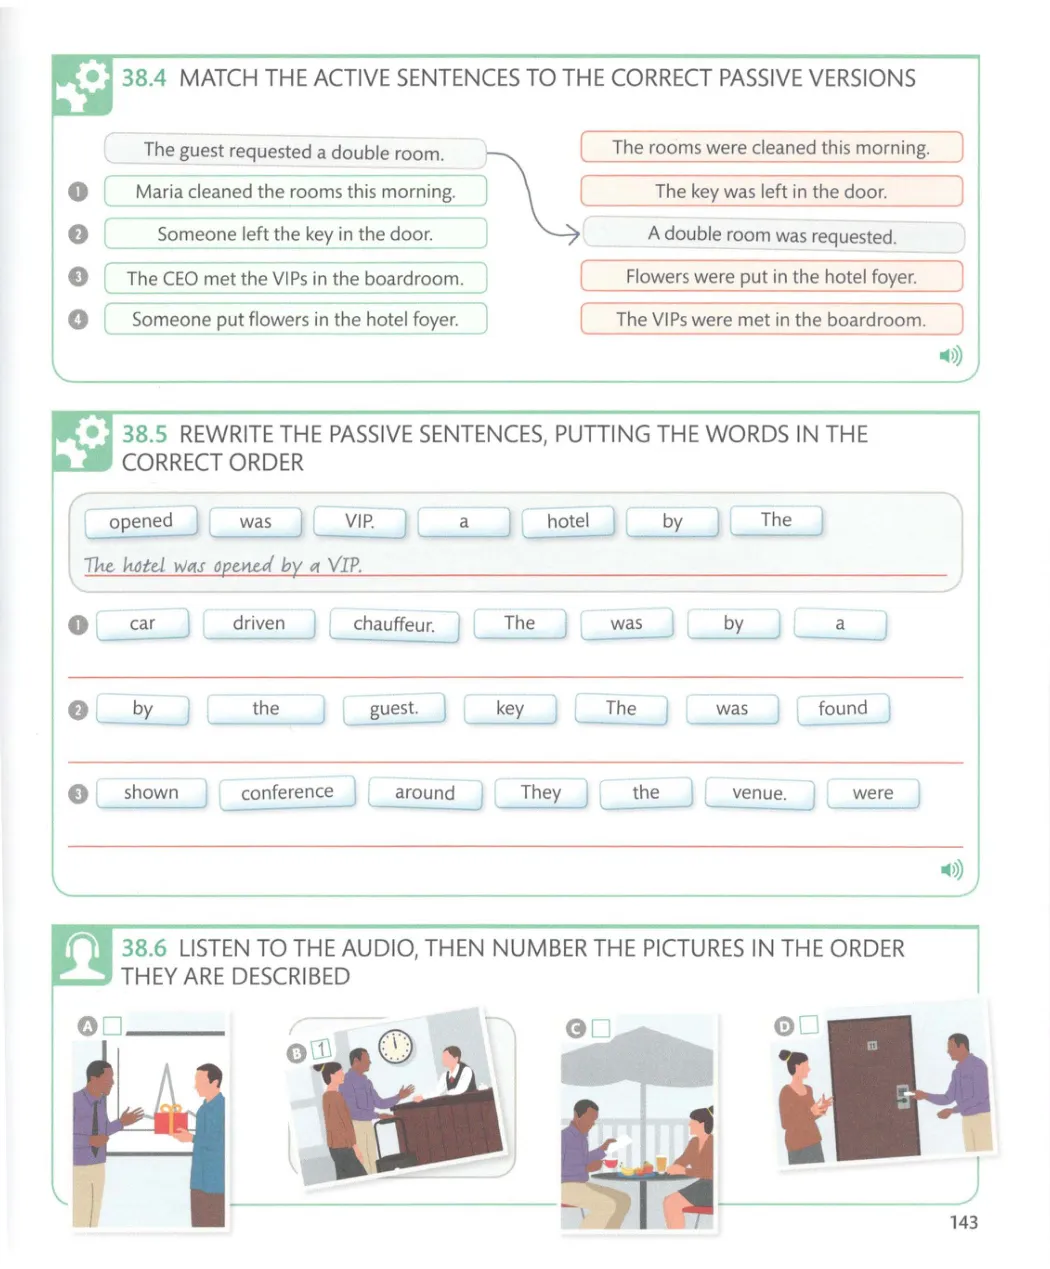 38.4 MATCH THE ACTIVE SENTENCES TO THE CORRECT PASSIVE VERSIONS
The guest requested a double room.
1 Maria cleaned the rooms this morning.
2 Someone left the key in the door.
3 The CEO met the VIPs in the boardroom.
4 Someone put flowers in the hotel foyer.
The rooms were cleaned this morning.
The key was left in the door.
A double room was requested.
Flowers were put in the hotel foyer.
The VIPs were met in the boardroom.
38.5 REWRITE THE PASSIVE SENTENCES, PUTTING THE WORDS IN THE
CORRECT ORDER
opened was VIP. a hotel by The
The hotel was opened by a VIP.
1 car driven chauffeur. The was by a
2 by the guest. key The was found
3 shown conference around They the venue. were
38.6 LISTEN TO THE AUDIO, THEN NUMBER THE PICTURES IN THE ORDER
THEY ARE DESCRIBED
A
B 1
C
D
11
143